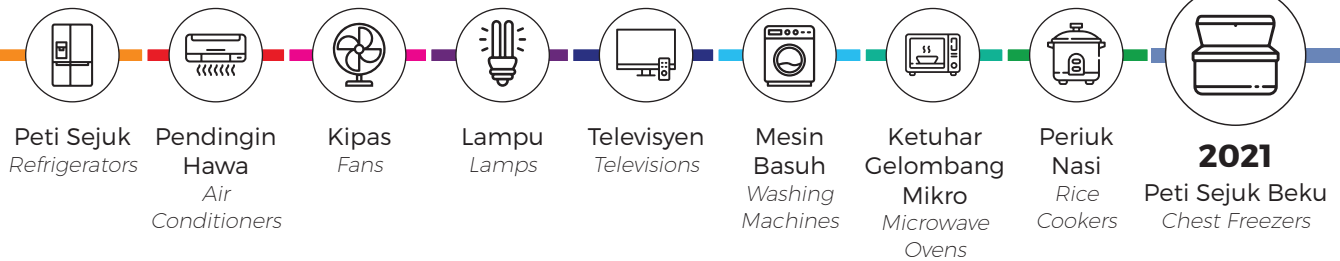 Peti Sejuk
Refrigerators
Pendingin
Hawa
Air
Conditioners
Kipas
Fans
Lampu
Lamps
Televisyen
Televisions
Mesin
Basuh
Washing
Machines
Ketuhar
Gelombang
Mikro
Microwave
Ovens
Periuk
Nasi
Rice
Cookers
2021
Peti Sejuk Beku
Chest Freezers